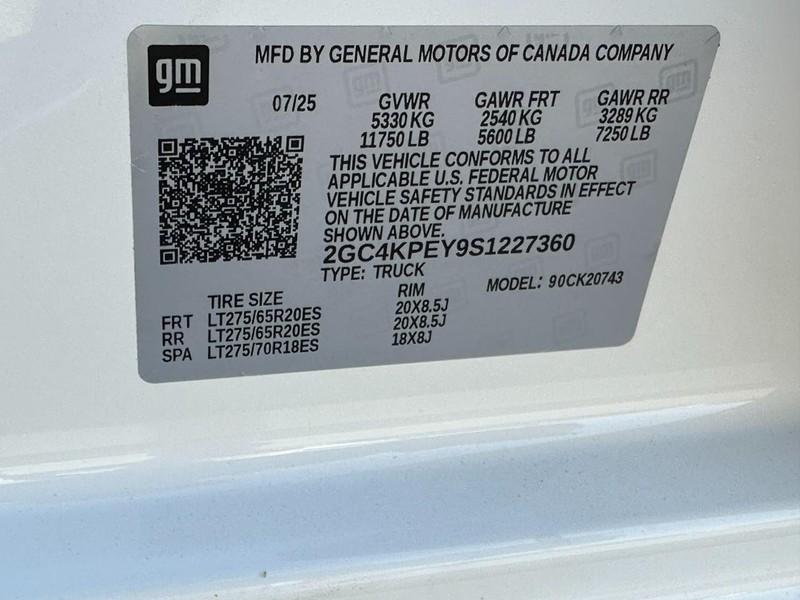 gm
MFD BY GENERAL MOTORS OF CANADA COMPANY
07/25 GVWR GAWR FRT GAWR RR
5330 KG 2540 KG 3289 KG
11750 LB 5600 LB 7250 LB
THIS VEHICLE CONFORMS TO ALL
APPLICABLE U.S. FEDERAL MOTOR
VEHICLE SAFETY STANDARDS IN EFFECT
ON THE DATE OF MANUFACTURE
SHOWN ABOVE.
2GC4KPEY9S1227360
TYPE: TRUCK MODEL: 90CK20743
TIRE SIZE RIM
FRT LT275/65R20ES 20X8.5J
RR LT275/65R20ES 20X8.5J
SPA LT275/70R18ES 18X8J